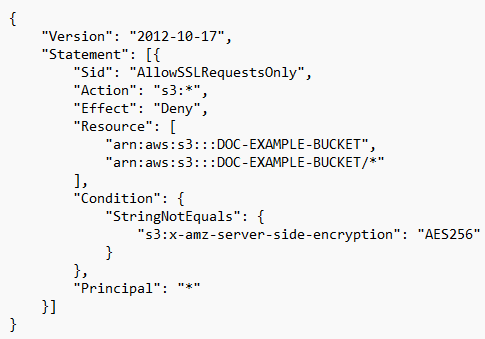 {
    "Version": "2012-10-17",
    "Statement": [{
        "Sid": "AllowSSLRequestsOnly",
        "Action": "s3:*",
        "Effect": "Deny",
        "Resource": [
            "arn:aws:s3:::DOC-EXAMPLE-BUCKET",
            "arn:aws:s3:::DOC-EXAMPLE-BUCKET/*"
        ],
        "Condition": {
            "StringNotEquals": {
                "s3:x-amz-server-side-encryption": "AES256"
            }
        },
        "Principal": "*"
    }]
}